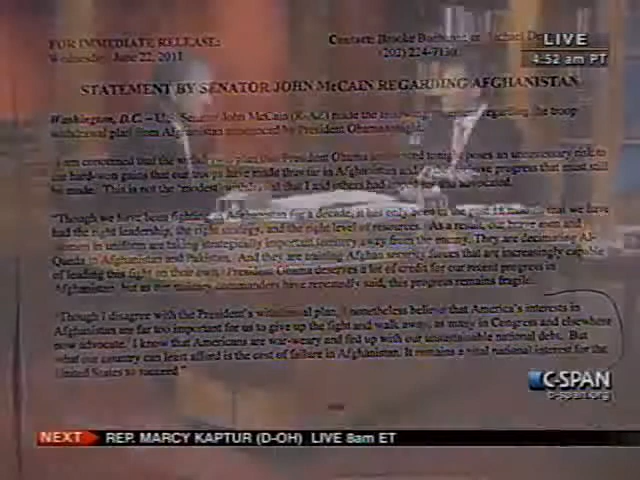 FOR IMMEDIATE RELEASE:
Contact: Brooke
Wednesday, June 22, 2011
(202) 224-7130
LIVE
4:52 am PT
STATEMENT BY SENATOR JOHN McCAIN REGARDING AFGHANISTAN
Washington, D.C. – U.S. Senator John McCain (R-AZ) made the following regarding the troop
withdrawal plan from Afghanistan announced by President Obama tonight:
"I am concerned that the withdrawal plan that President Obama announced tonight poses an unnecessary risk to
the hard-won gains that our troops have made thus far in Afghanistan and progress that must still
be made. This is not the 'modest' that I said others had advocated.
"Though we have been fighting in Afghanistan for a decade, it has only been in the that we have
had the right leadership, the right strategy, and the right level of resources. As a result, our brave men and
women in uniform are taking strategically important territory away from the enemy. They are decimating Al-
Qaeda in Afghanistan and Pakistan. And they are training Afghan security forces that are increasingly capable
of leading this fight on their own. President Obama deserves a lot of credit for our recent progress in
Afghanistan, but as our military commanders have repeatedly said, this progress remains fragile.
"Though I disagree with the President's withdrawal plan, I nonetheless believe that America's interests in
Afghanistan are far too important for us to give up the fight and walk away, as many in Congress and elsewhere
now advocate. I know that Americans are war-weary and fed up with our unsustainable national debt. But
what our country can least afford is the cost of failure in Afghanistan. It remains a vital national interest for the
United States to succeed."
###
C-SPAN
c-span.org
NEXT REP. MARCY KAPTUR (D-OH) LIVE 8am ET